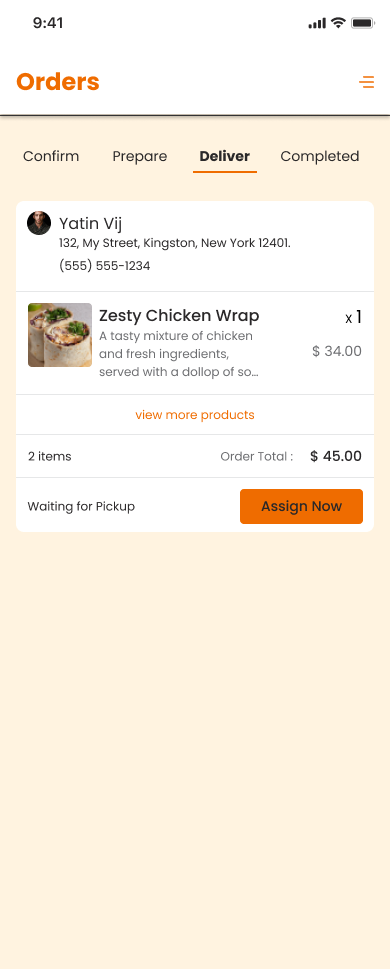 9:41
Orders
Confirm Prepare Deliver Completed
Yatin Vij
132, My Street, Kingston, New York 12401.
(555) 555-1234
Zesty Chicken Wrap x 1
A tasty mixture of chicken
and fresh ingredients, $ 34.00
served with a dollop of so...
view more products
2 items Order Total : $ 45.00
Waiting for Pickup Assign Now